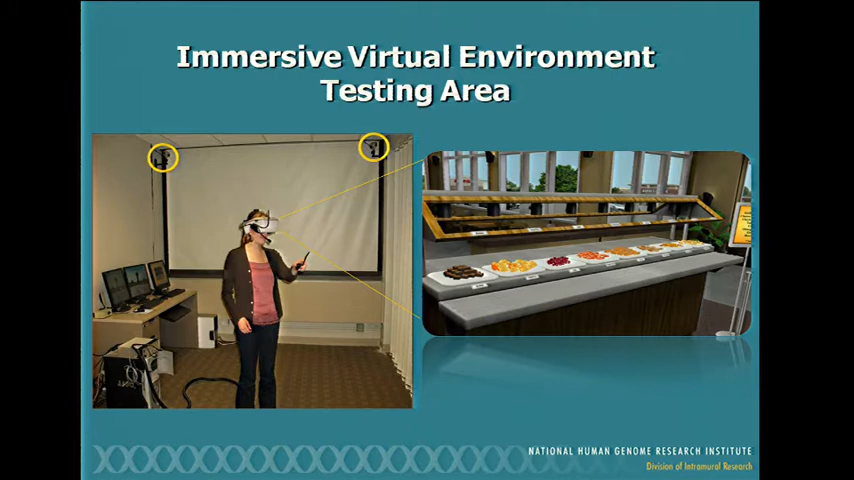 Immersive Virtual Environment
Testing Area
NATIONAL HUMAN GENOME RESEARCH INSTITUTE
Division of Intramural Research